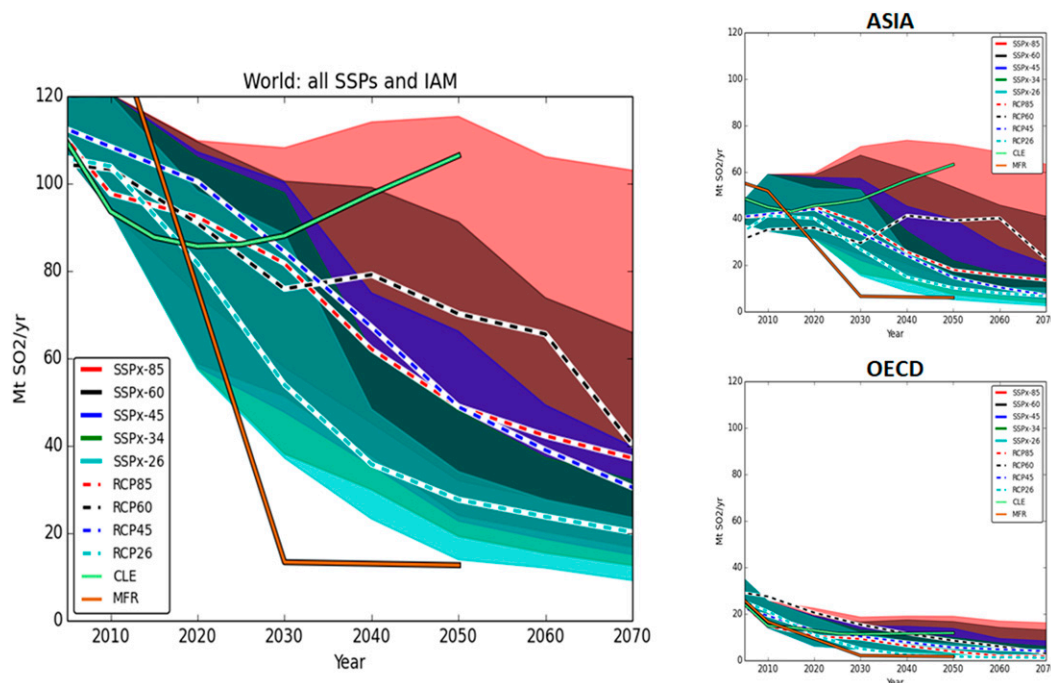 World: all SSPs and IAM
120
100
80
60
40
20
0
Mt SO2/yr
SSPx-85
SSPx-60
SSPx-45
SSPx-34
SSPx-26
RCP85
RCP60
RCP45
RCP26
CLE
MFR
2010 2020 2030 2040 2050 2060 2070
Year
ASIA
120
100
80
60
40
20
0
Mt SO2/yr
SSPx-85
SSPx-60
SSPx-45
SSPx-34
SSPx-26
RCP85
RCP60
RCP45
RCP26
CLE
MFR
2010 2020 2030 2040 2050 2060 2070
Year
OECD
120
100
80
60
40
20
0
Mt SO2/yr
SSPx-85
SSPx-60
SSPx-45
SSPx-34
SSPx-26
RCP85
RCP60
RCP45
RCP26
CLE
MFR
2010 2020 2030 2040 2050 2060 2070
Year